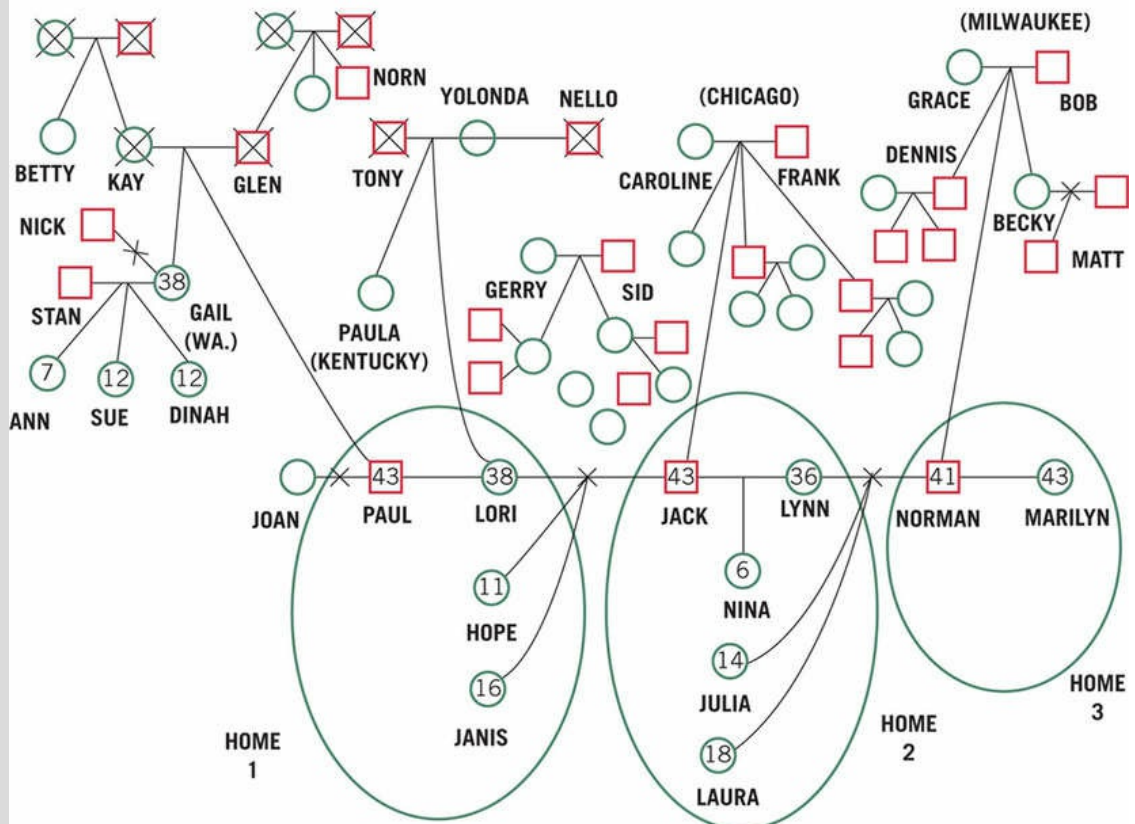 (MILWAUKEE)
NORN
YOLONDA
NELLO
(CHICAGO)
GRACE
BOB
BETTY
KAY
GLEN
TONY
CAROLINE
FRANK
DENNIS
NICK
BECKY
MATT
38
STAN
GAIL
(WA.)
GERRY
SID
PAULA
(KENTUCKY)
7
12
12
ANN
SUE
DINAH
43
38
43
36
41
43
JOAN
PAUL
LORI
JACK
LYNN
NORMAN
MARILYN
11
6
HOPE
NINA
14
16
JULIA
JANIS
18
LAURA
HOME
1
HOME
2
HOME
3